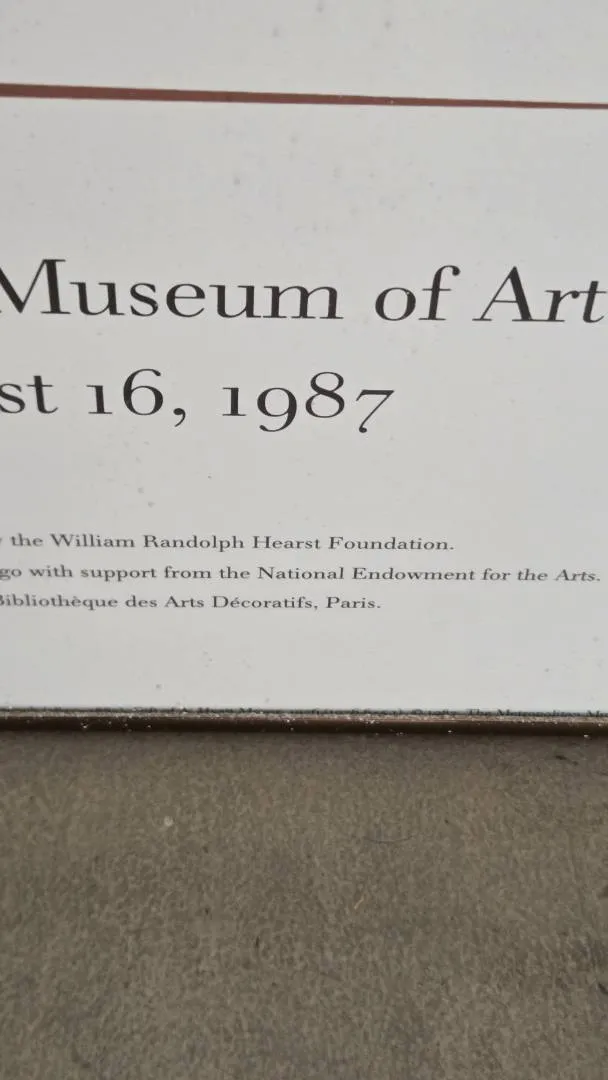 Museum of Art
st 16, 1987
the William Randolph Hearst Foundation.
go with support from the National Endowment for the Arts.
Bibliothèque des Arts Décoratifs, Paris.